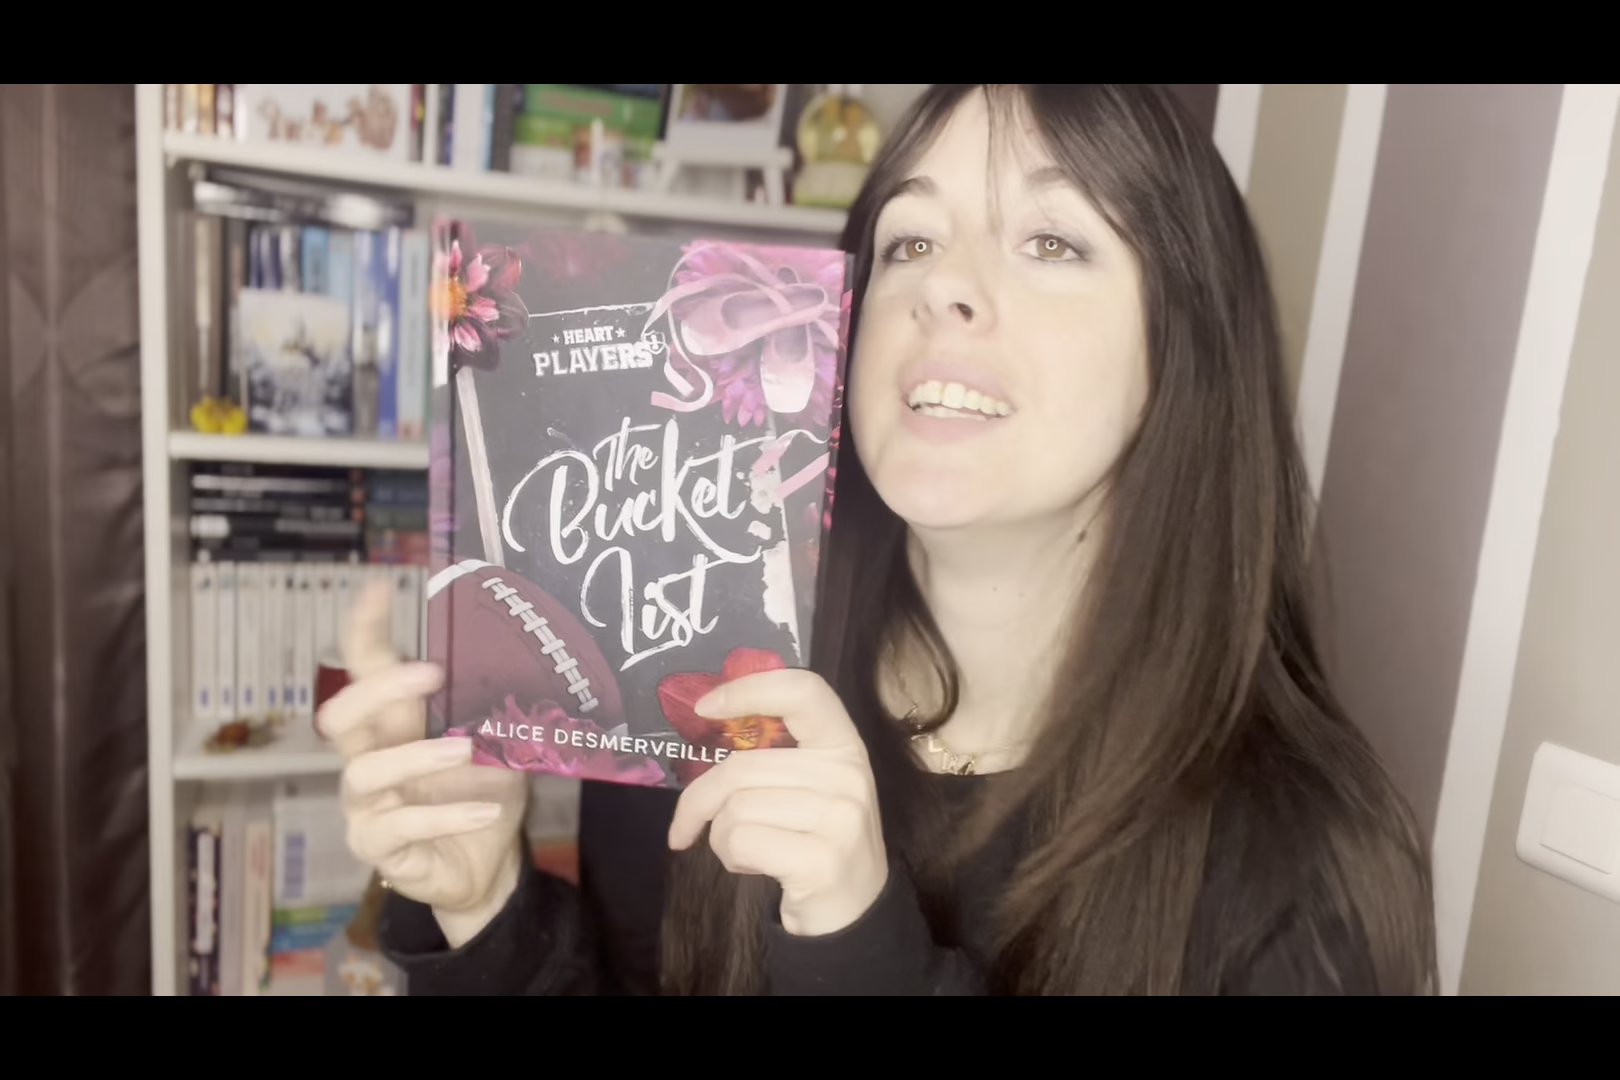 HEART
PLAYERS
The
Bucket
List
ALICE DESMERVEILLE